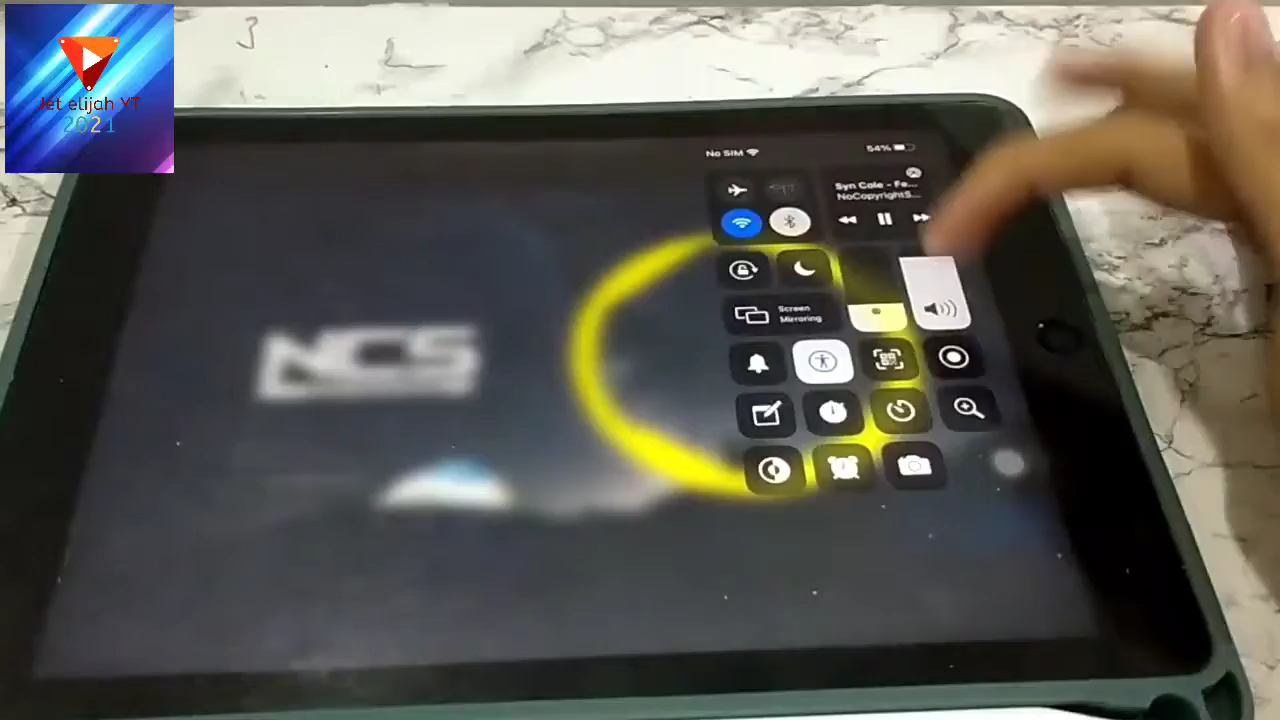 Jet elijah YT
2021
No SIM
54%
Syn Cole - Fe...
NoCopyrightS...
Screen
Mirroring
NCS